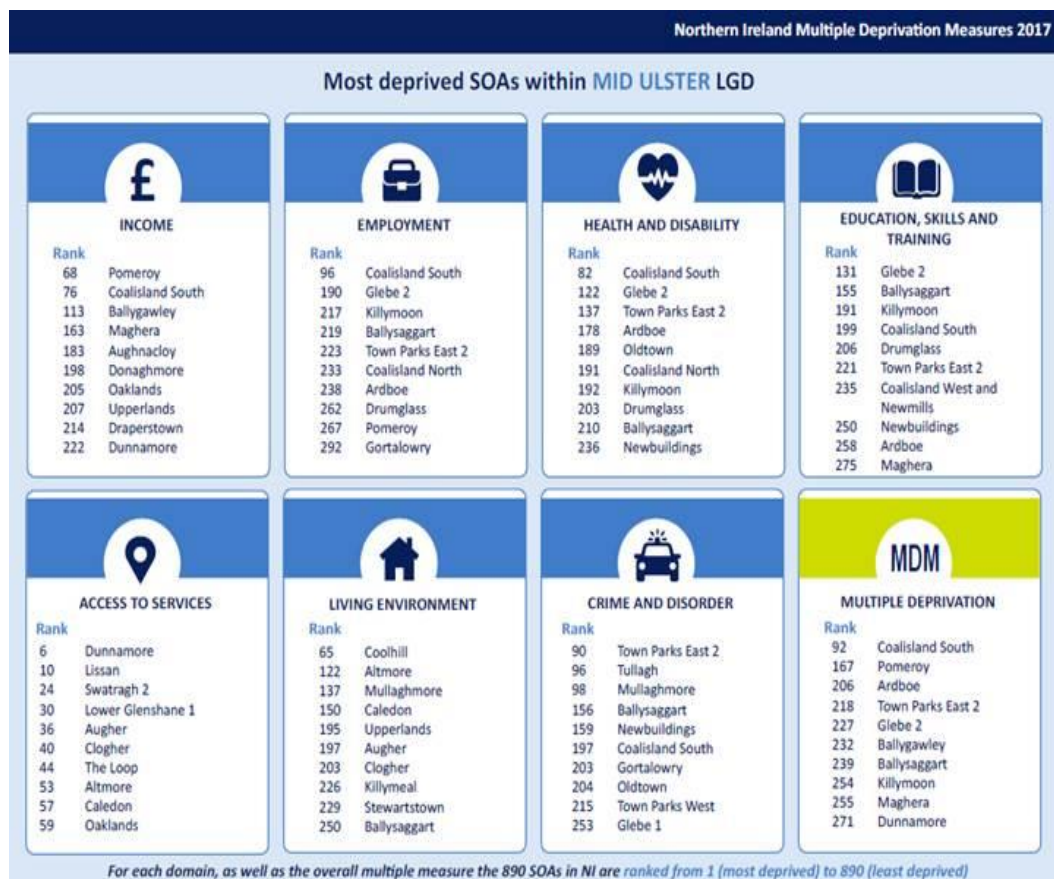 Northern Ireland Multiple Deprivation Measures 2017
Most deprived SOAs within MID ULSTER LGD
£
INCOME
Rank
68 Pomeroy
76 Coalisland South
113 Ballygawley
163 Maghera
183 Aughnacloy
198 Donaghmore
205 Oaklands
207 Upperlands
214 Draperstown
222 Dunnamore
EMPLOYMENT
Rank
96 Coalisland South
190 Glebe 2
217 Killymoon
219 Ballysaggart
223 Town Parks East 2
233 Coalisland North
238 Ardboe
262 Drumglass
267 Pomeroy
292 Gortalowry
HEALTH AND DISABILITY
Rank
82 Coalisland South
122 Glebe 2
137 Town Parks East 2
178 Ardboe
189 Oldtown
191 Coalisland North
192 Killymoon
203 Drumglass
210 Ballysaggart
236 Newbuildings
EDUCATION, SKILLS AND
TRAINING
Rank
131 Glebe 2
155 Ballysaggart
191 Killymoon
199 Coalisland South
206 Drumglass
221 Town Parks East 2
235 Coalisland West and
Newmills
250 Newbuildings
258 Ardboe
275 Maghera
ACCESS TO SERVICES
Rank
6 Dunnamore
10 Lissan
24 Swatragh 2
30 Lower Glenshane 1
36 Augher
40 Clogher
44 The Loop
53 Altmore
57 Caledon
59 Oaklands
LIVING ENVIRONMENT
Rank
65 Coolhill
122 Altmore
137 Mullaghmore
150 Caledon
195 Upperlands
197 Augher
203 Clogher
226 Killymeal
229 Stewartstown
250 Ballysaggart
CRIME AND DISORDER
Rank
90 Town Parks East 2
96 Tullagh
98 Mullaghmore
156 Ballysaggart
159 Newbuildings
197 Coalisland South
203 Gortalowry
204 Oldtown
215 Town Parks West
253 Glebe 1
MDM
MULTIPLE DEPRIVATION
Rank
92 Coalisland South
167 Pomeroy
206 Ardboe
218 Town Parks East 2
227 Glebe 2
232 Ballygawley
239 Ballysaggart
254 Killymoon
255 Maghera
271 Dunnamore
For each domain, as well as the overall multiple measure the 890 SOAs in NI are ranked from 1 (most deprived) to 890 (least deprived)